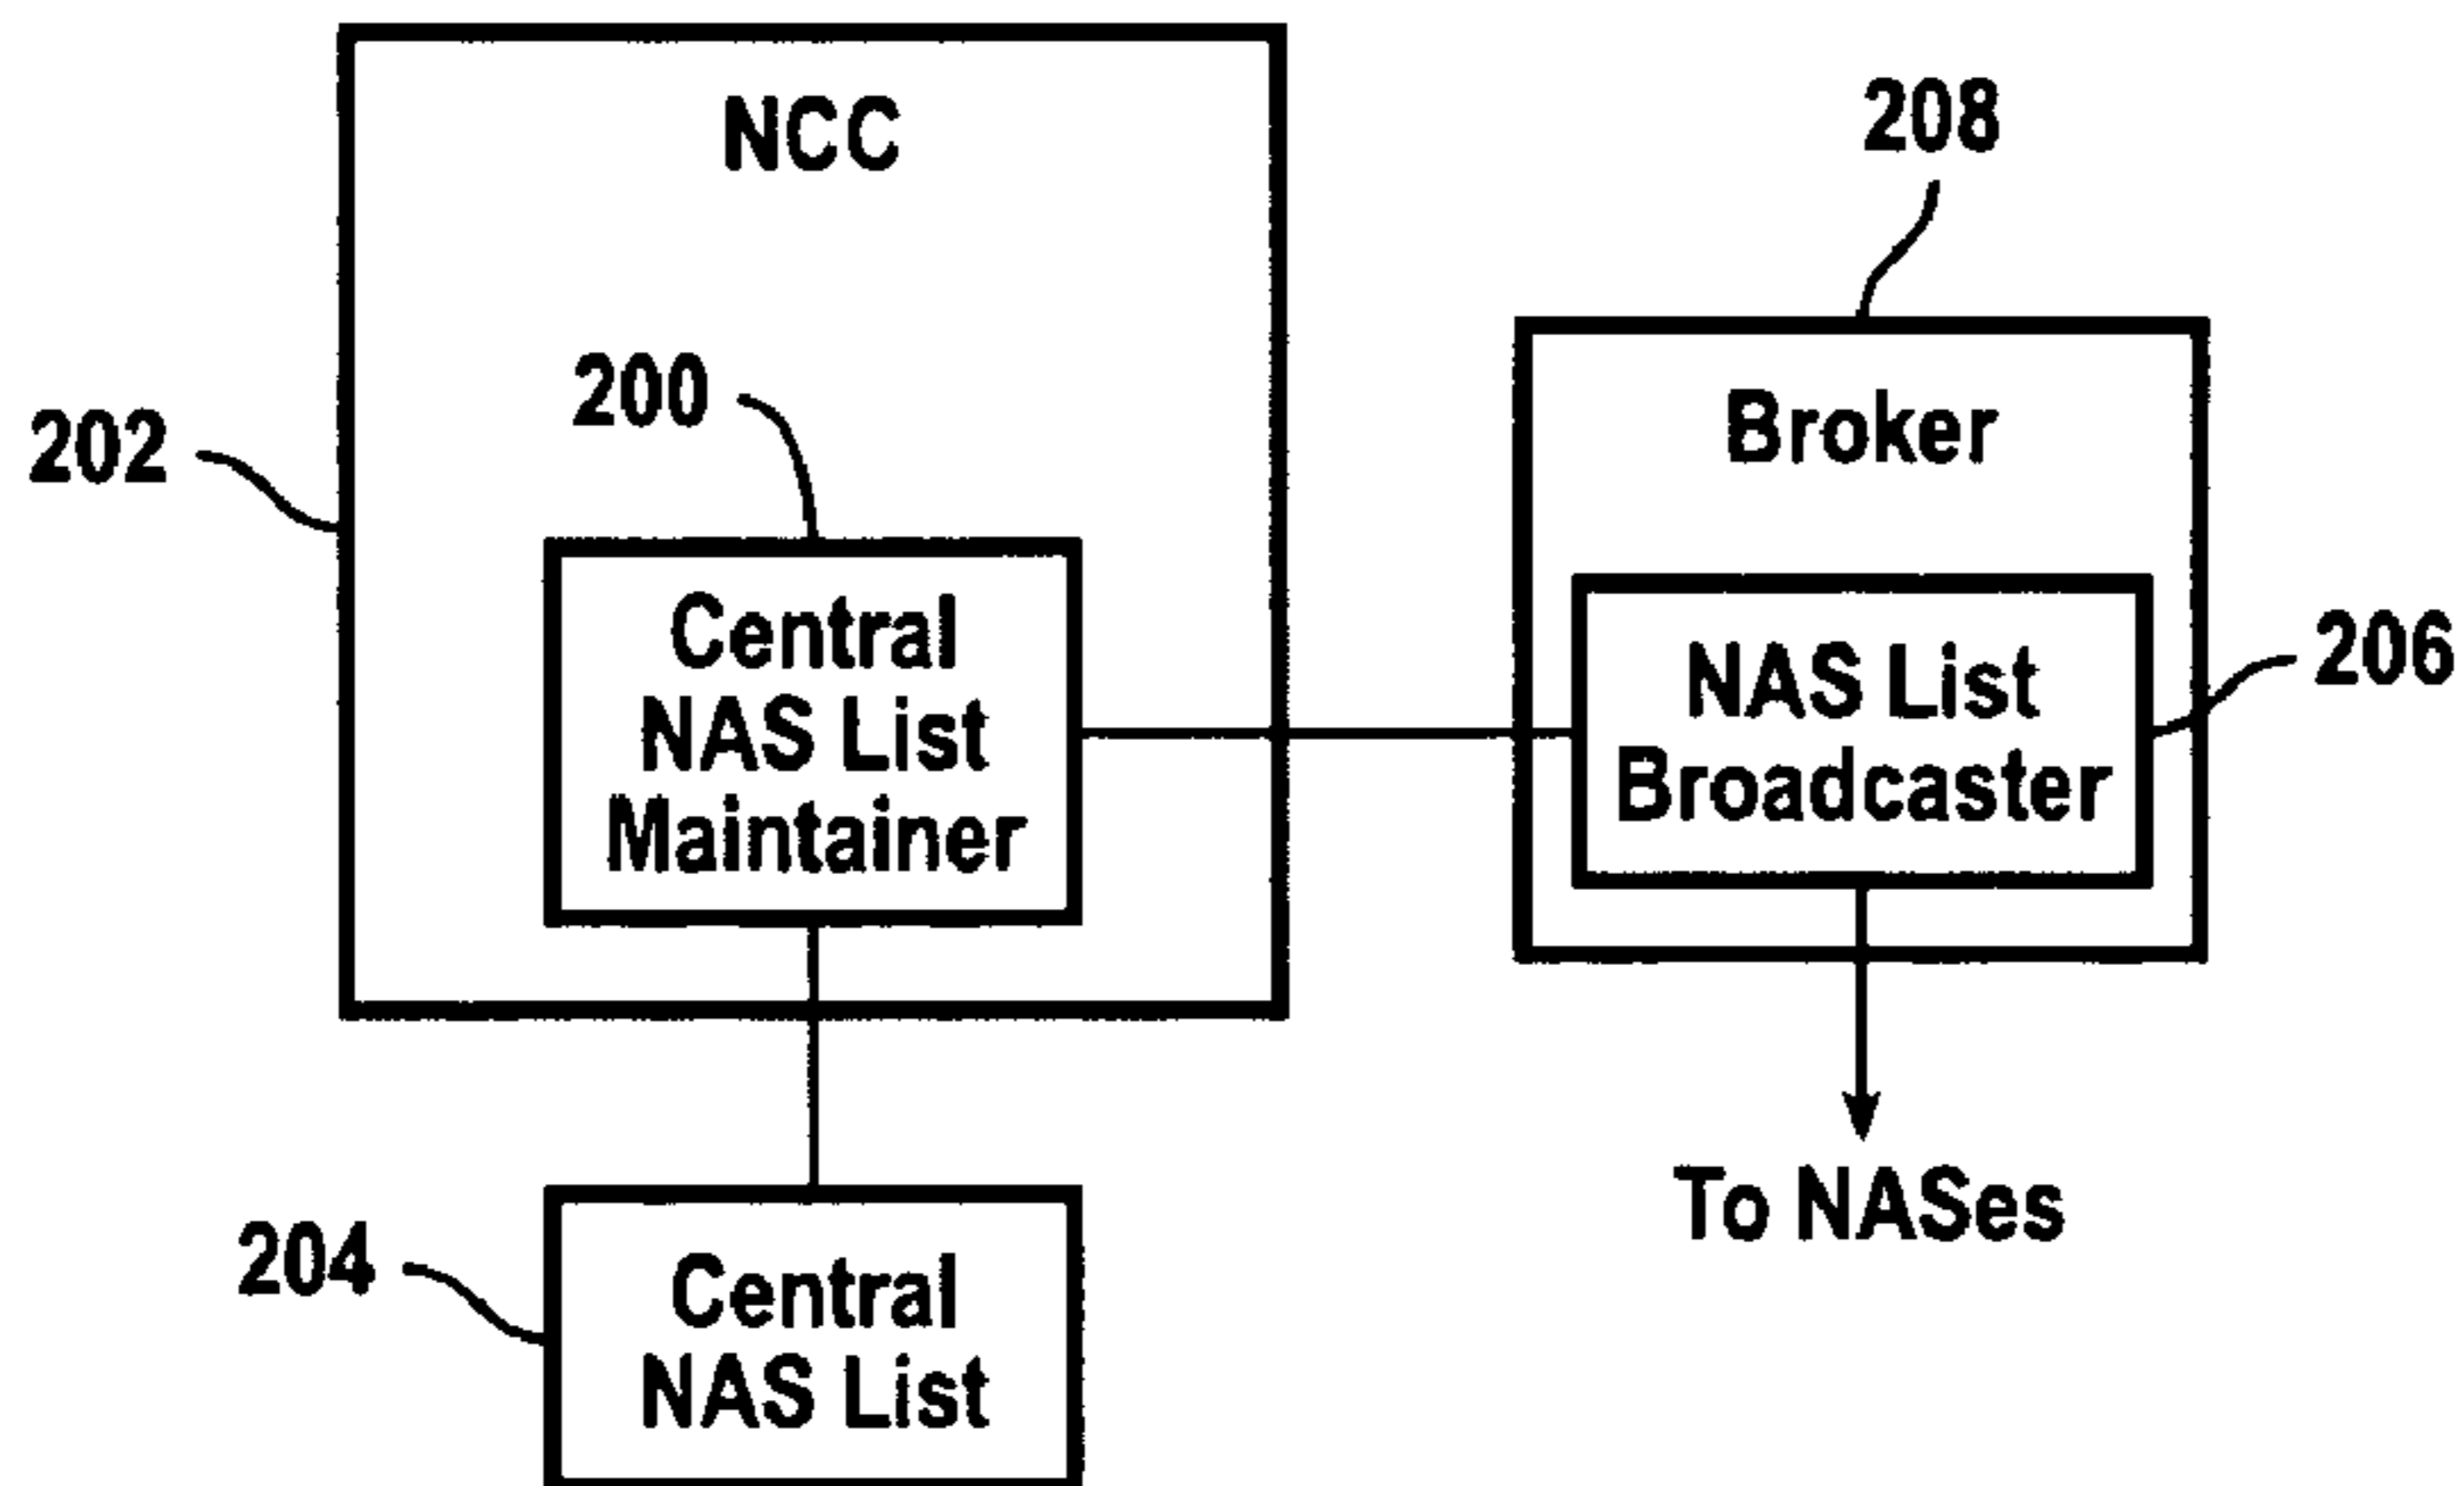 NCC
208
200
202
Broker
Central
NAS List
Maintainer
NAS List
Broadcaster
206
To NASes
204
Central
NAS List